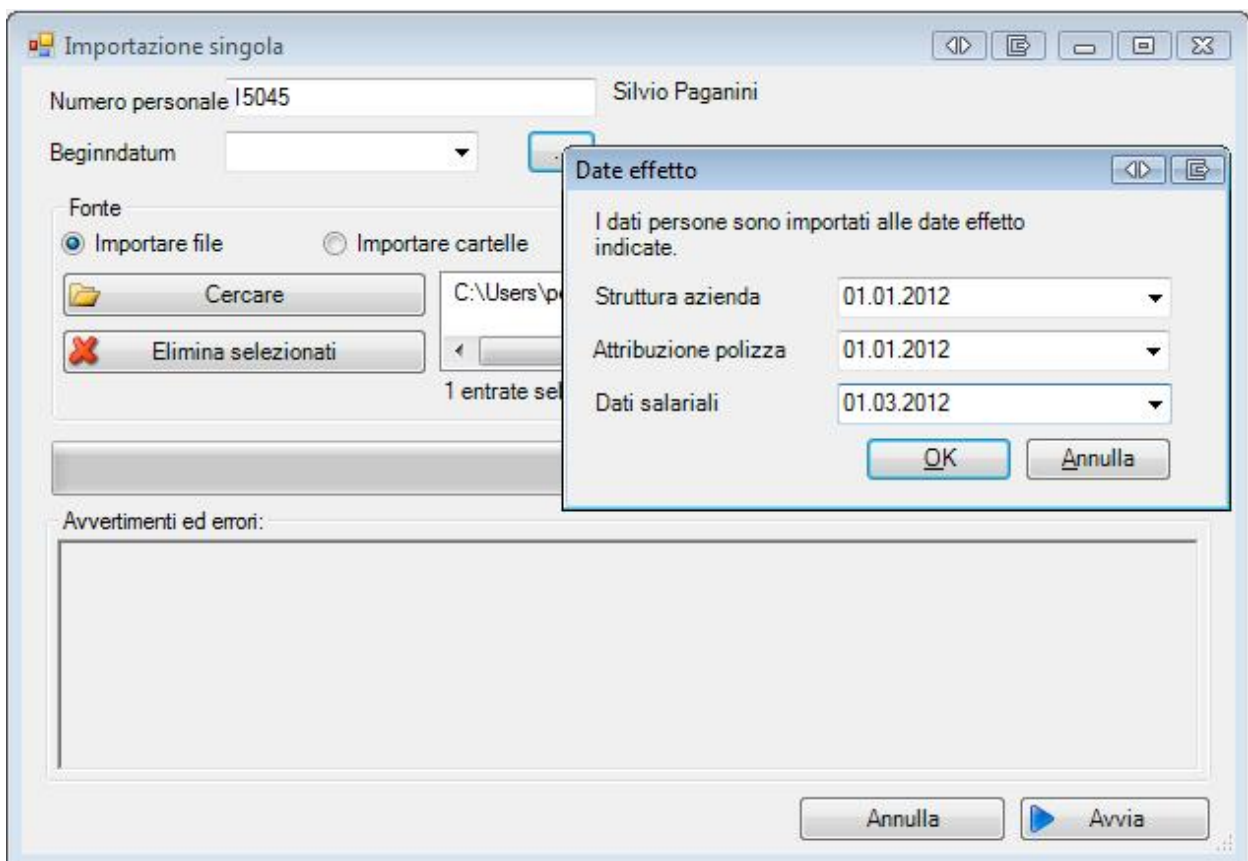 Importazione singola
Numero personale I5045 Silvio Paganini
Beginndatum
Date effetto
I dati persone sono importati alle date effetto
indicate.
Fonte
Importare file Importare cartelle
Cercare C:\Users\p
Struttura azienda 01.01.2012
Elimina selezionati
Attribuzione polizza 01.01.2012
1 entrate sel
Dati salariali 01.03.2012
OK Annulla
Avvertimenti ed errori:
Annulla Avvia